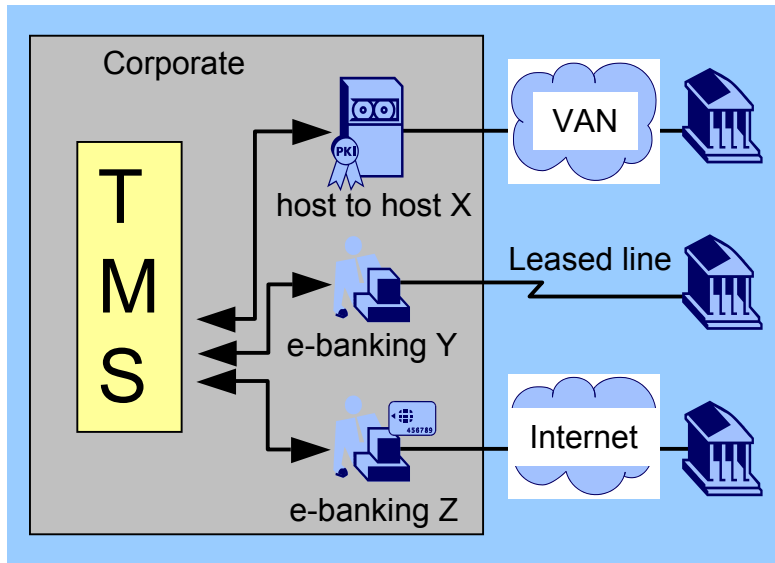 Corporate
T
M
S
PKI
host to host X
VAN
e-banking Y
Leased line
456789
e-banking Z
Internet